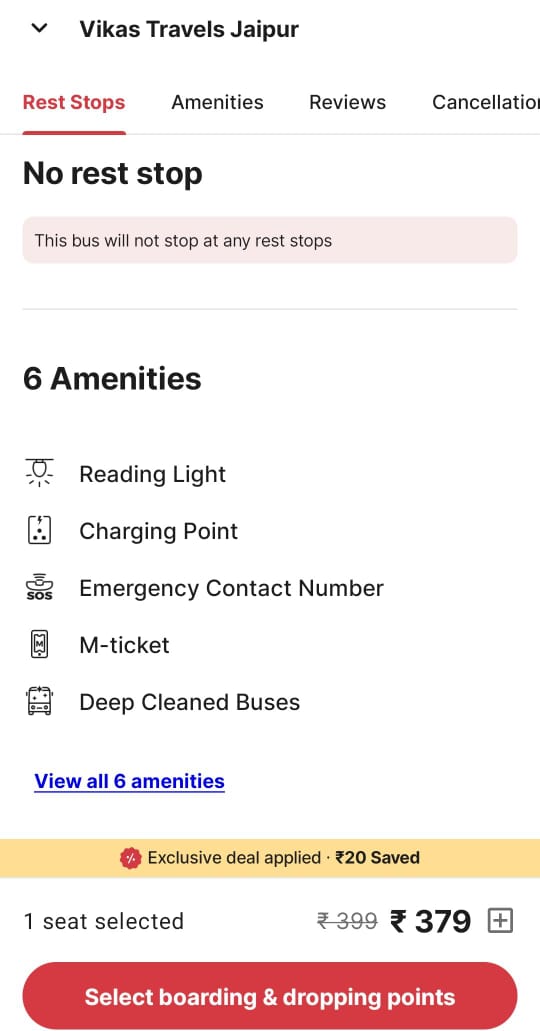 Vikas Travels Jaipur
Rest Stops Amenities Reviews Cancellation
No rest stop
This bus will not stop at any rest stops
6 Amenities
Reading Light
Charging Point
SOS Emergency Contact Number
M M-ticket
Deep Cleaned Buses
View all 6 amenities
Exclusive deal applied · ₹20 Saved
1 seat selected ₹ 399 ₹ 379
Select boarding & dropping points